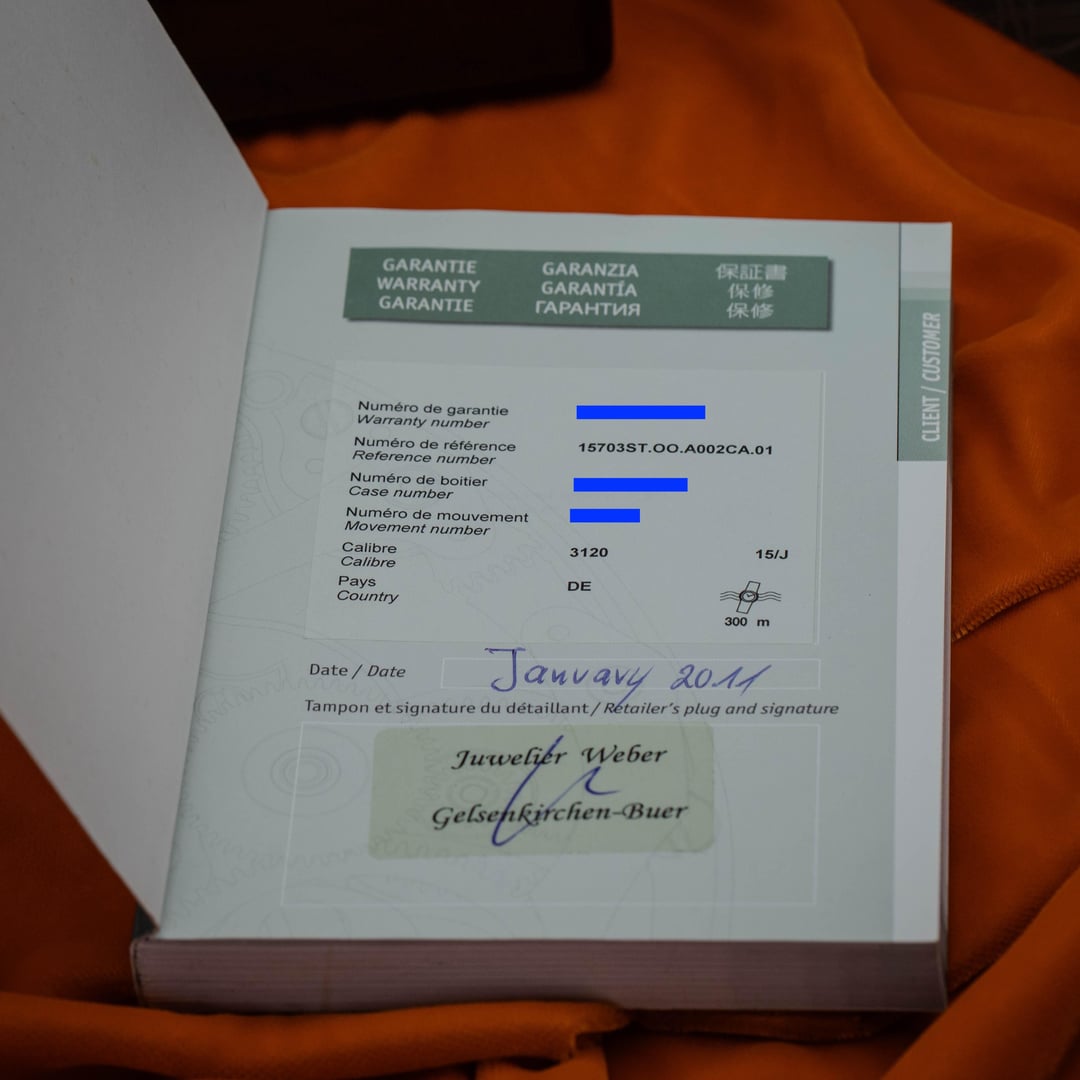 GARANTIE GARANZIA 保証書
WARRANTY GARANTÍA 保修
GARANTIE ГАРАНТИЯ 保修
CLIENT / CUSTOMER
Numéro de garantie
Warranty number
Numéro de référence 15703ST.OO.A002CA.01
Reference number
Numéro de boitier
Case number
Numéro de mouvement
Movement number
Calibre 3120 15/J
Calibre
Pays DE
Country
300 m
Date / Date January 2011
Tampon et signature du détaillant / Retailer's plug and signature
Juwelier Weber
Gelsenkirchen-Buer